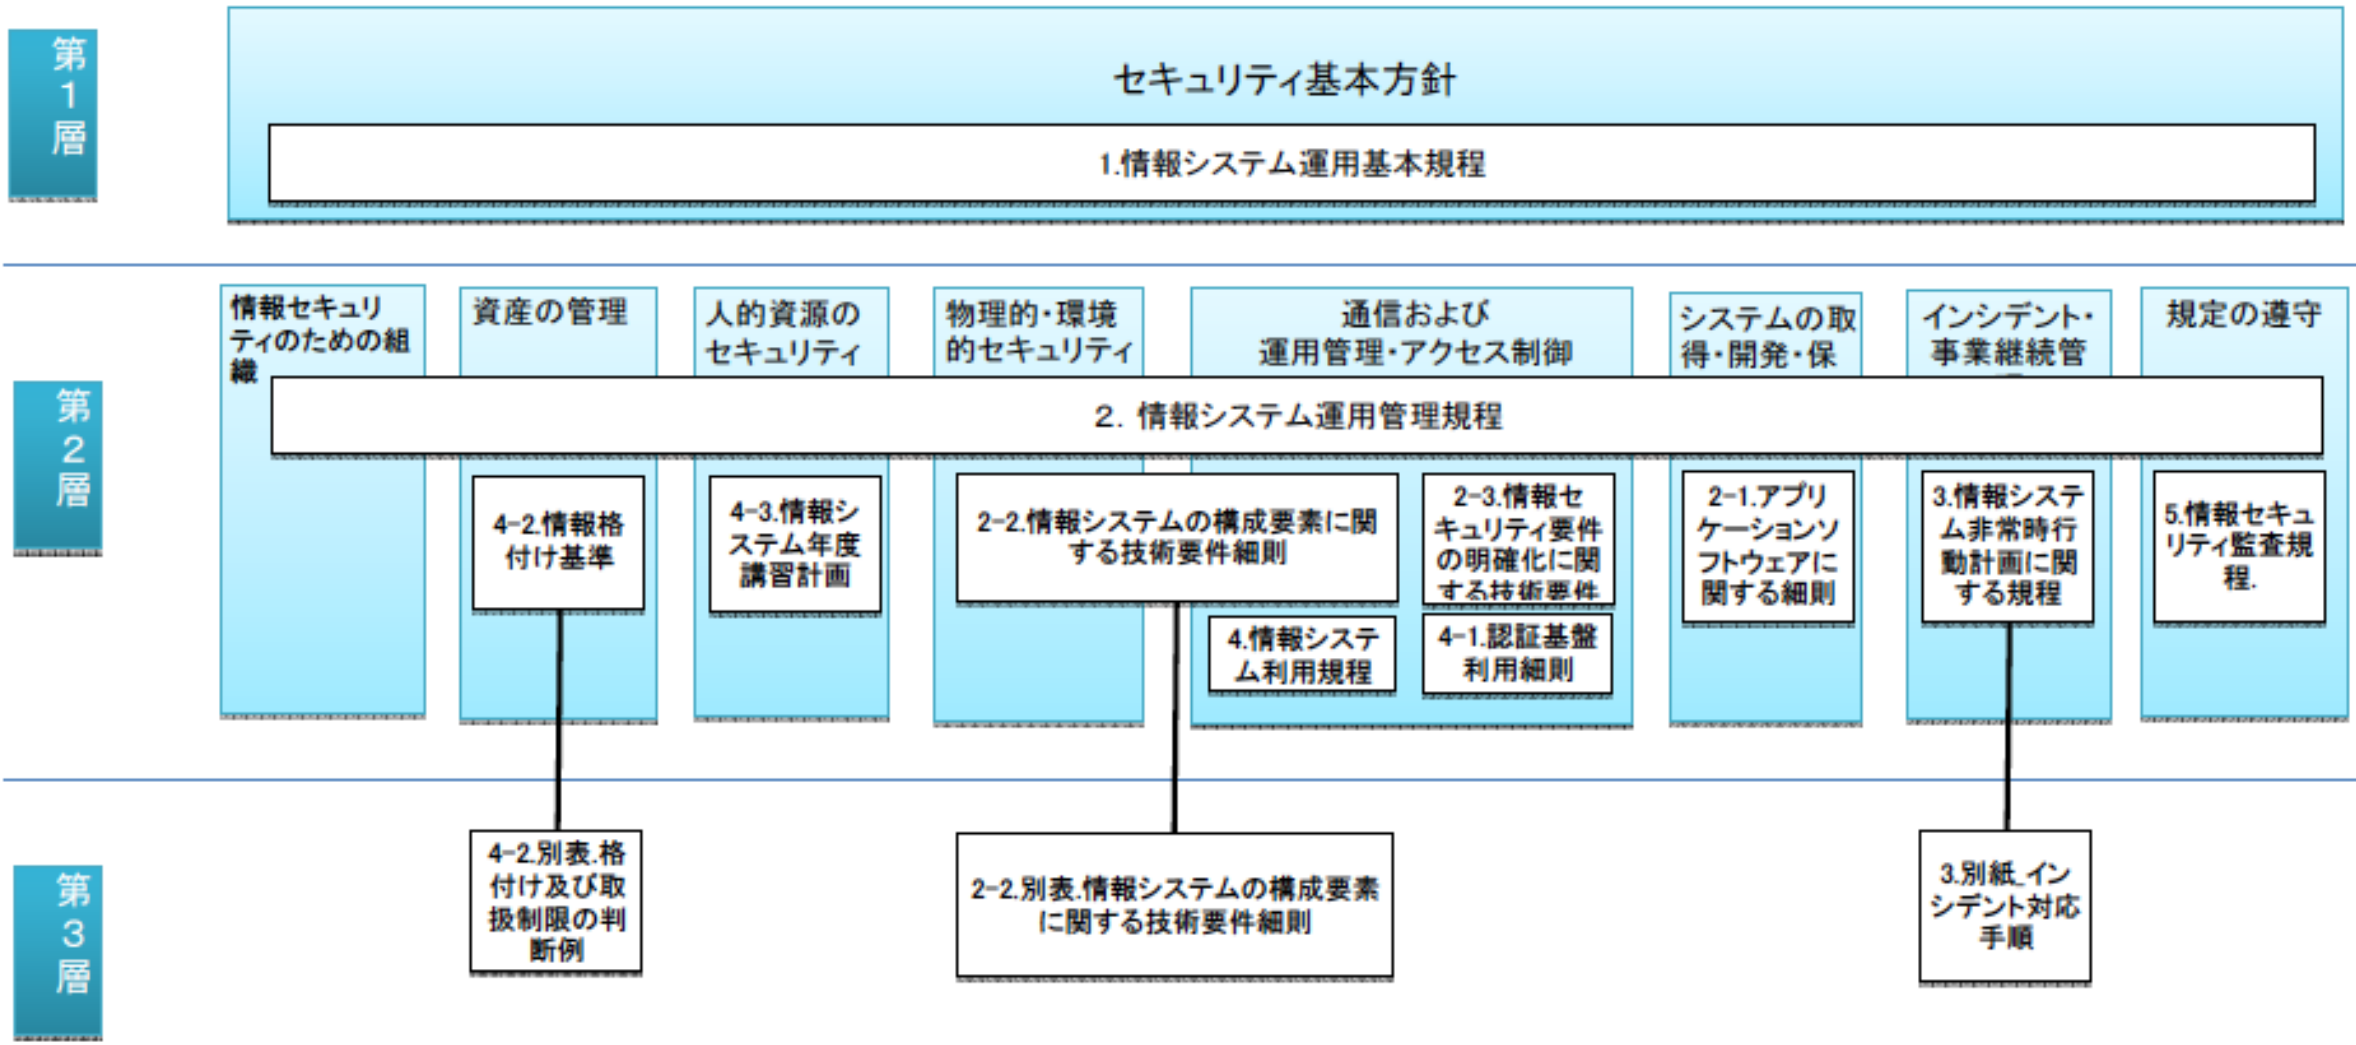 第1層
セキュリティ基本方針
1.情報システム運用基本規程
第2層
情報セキュリ
ティのための組
織
資産の管理
人的資源の
セキュリティ
物理的・環境
的セキュリティ
通信および
運用管理・アクセス制御
システムの取
得・開発・保
インシデント・
事業継続管
規定の遵守
2. 情報システム運用管理規程
4-2.情報格
付け基準
4-3.情報シ
ステム年度
講習計画
2-2.情報システムの構成要素に関
する技術要件細則
2-3.情報セ
キュリティ要件
の明確化に関
する技術要件
4.情報システ
ム利用規程
4-1.認証基盤
利用細則
2-1.アプリ
ケーションソ
フトウェアに
関する細則
3.情報システ
ム非常時行
動計画に関
する規程
5.情報セキュ
リティ監査規
程.
第3層
4-2.別表.格
付け及び取
扱制限の判
断例
2-2.別表.情報システムの構成要素
に関する技術要件細則
3.別紙_イン
シデント対応
手順